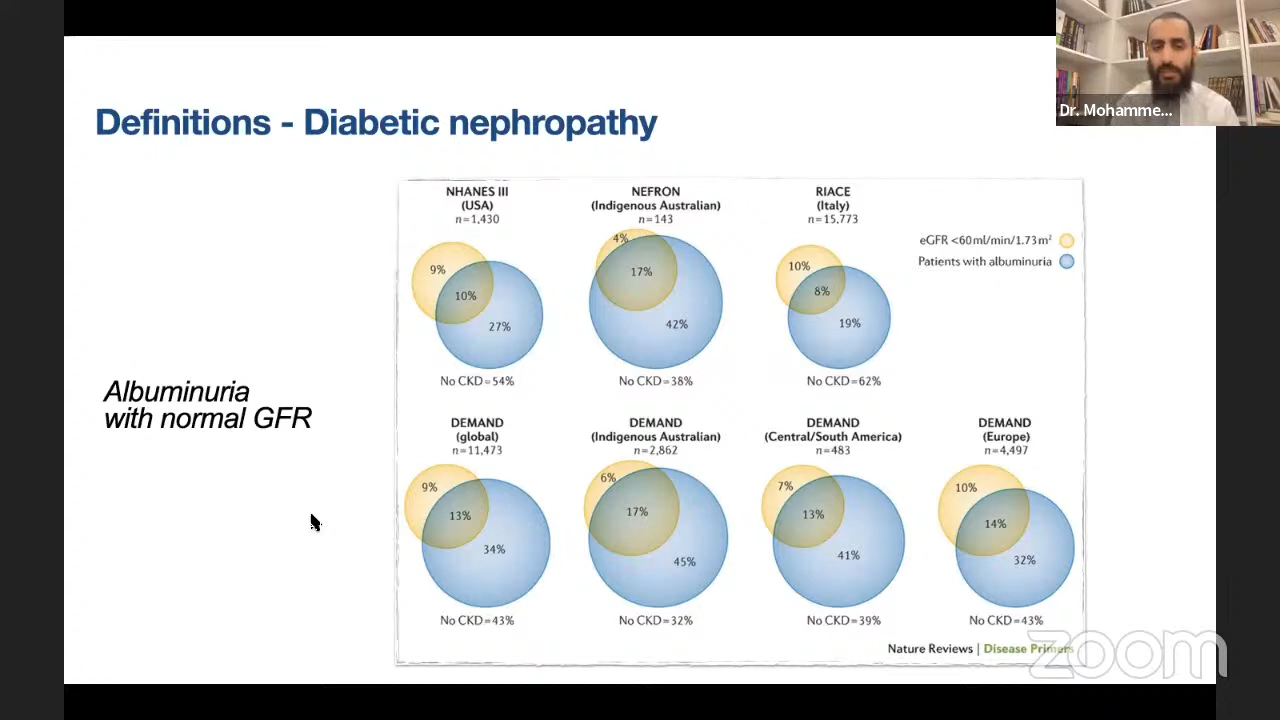 Dr. Mohamme...
Definitions - Diabetic nephropathy
NHANES III
(USA)
n=1,430
9%
10%
27%
No CKD=54%
NEFRON
(Indigenous Australian)
n=143
4%
17%
42%
No CKD=38%
RIACE
(Italy)
n=15,773
10%
8%
19%
No CKD=62%
eGFR <60ml/min/1.73m²
Patients with albuminuria
Albuminuria
with normal GFR
DEMAND
(global)
n=11,473
9%
13%
34%
No CKD=43%
DEMAND
(Indigenous Australian)
n=2,862
6%
17%
45%
No CKD=32%
DEMAND
(Central/South America)
n=483
7%
13%
41%
No CKD=39%
DEMAND
(Europe)
n=4,497
10%
14%
32%
No CKD=43%
Nature Reviews | Disease Primers
zoom